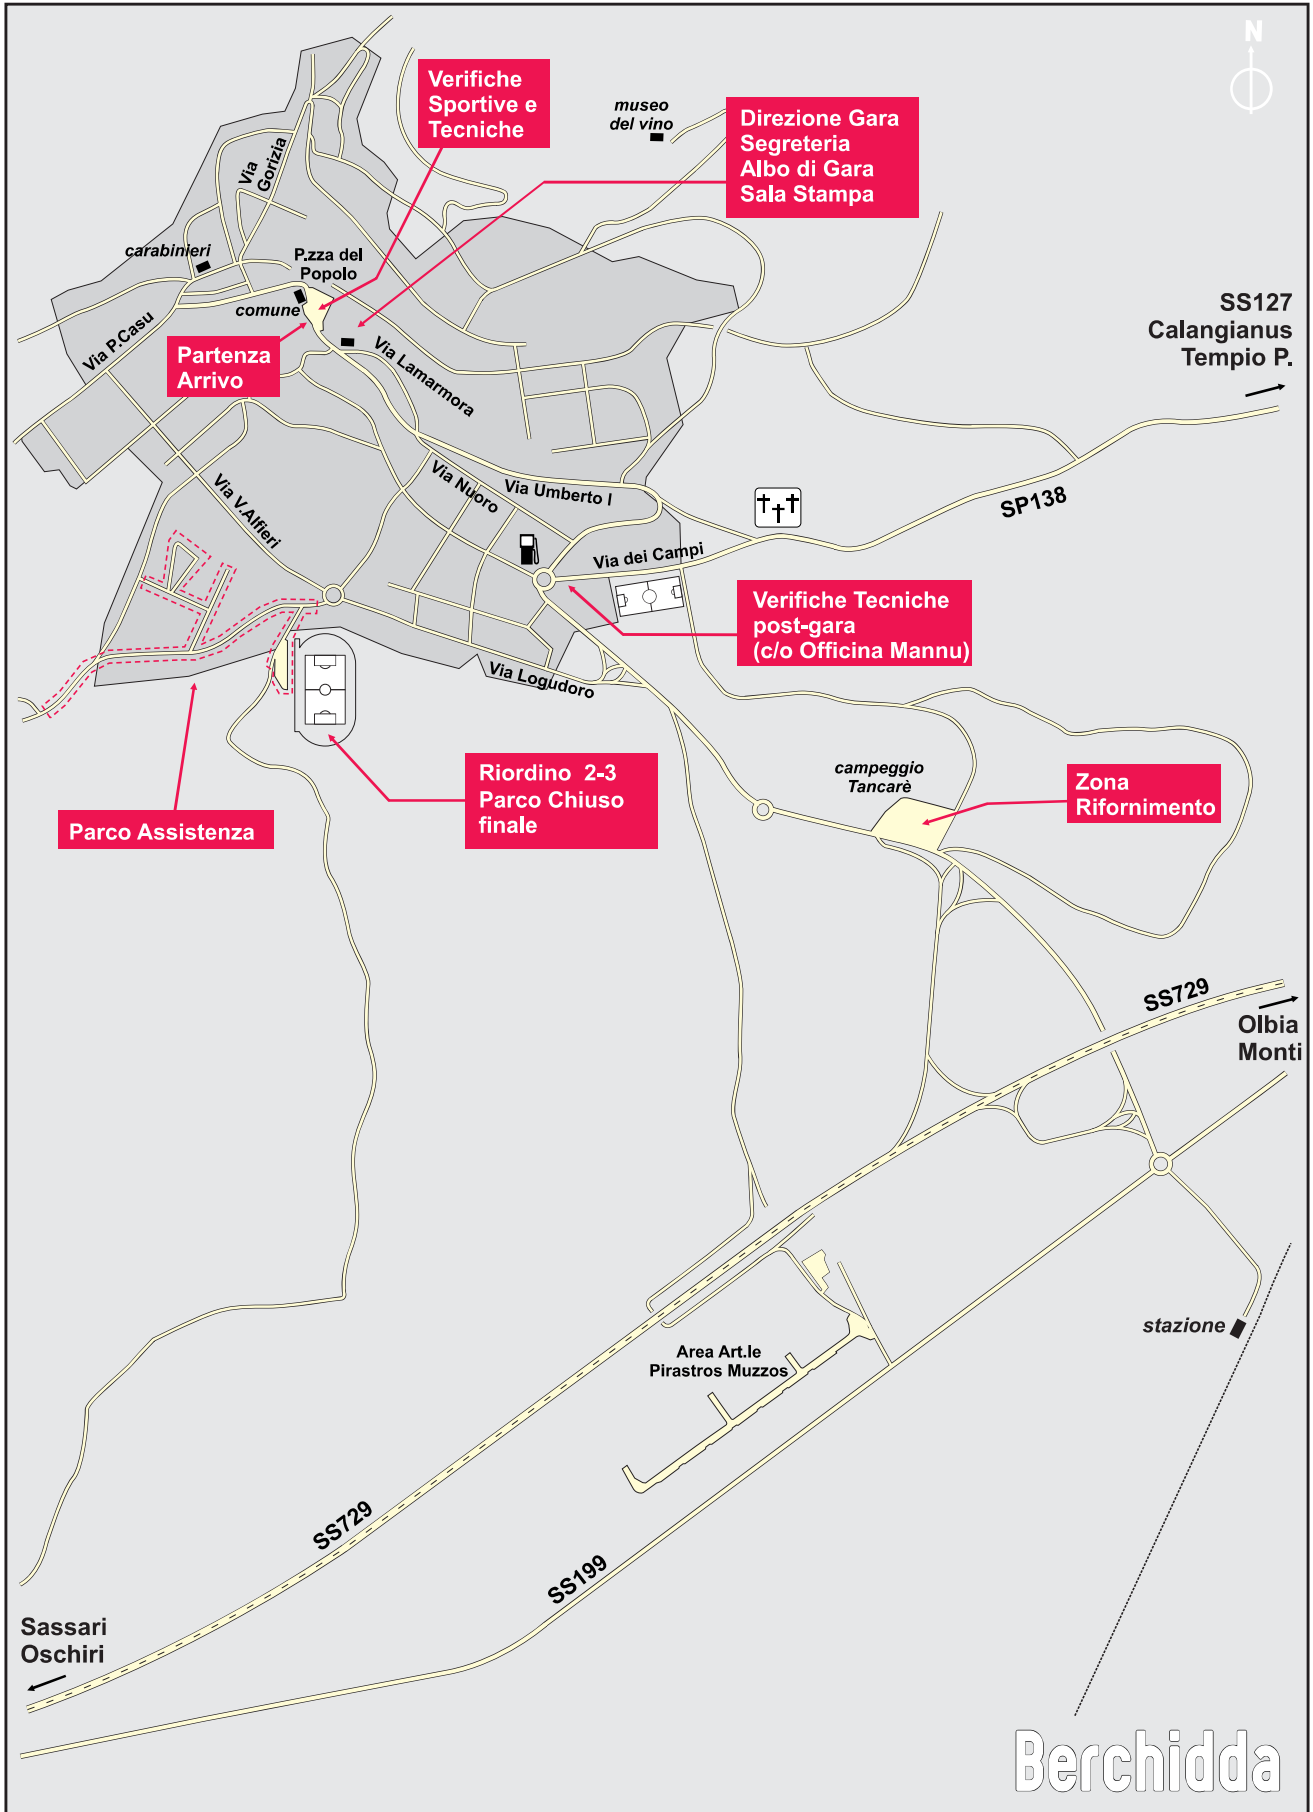 N
Verifiche
Sportive e
Tecniche
museo
del vino
Direzione Gara
Segreteria
Albo di Gara
Sala Stampa
Via
Gorizia
carabinieri
P.zza del
Popolo
comune
SS127
Calangianus
Tempio P.
Via P.Casu
Partenza
Arrivo
Via Lamarmora
Via Nuoro
Via Umberto I
SP138
Via V.Alfieri
Via dei Campi
Verifiche Tecniche
post-gara
(c/o Officina Mannu)
Via Logudoro
Riordino 2-3
Parco Chiuso
finale
campeggio
Tancarè
Zona
Rifornimento
Parco Assistenza
SS729
Olbia
Monti
stazione
Area Art.le
Pirastros Muzzos
SS729
SS199
Sassari
Oschiri
Berchidda